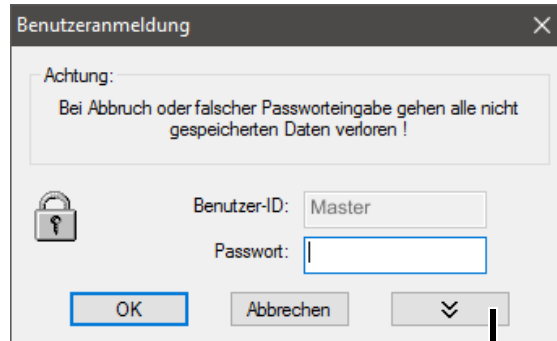 Benutzeranmeldung
Achtung:
Bei Abbruch oder falscher Passworteingabe gehen alle nicht
gespeicherten Daten verloren !
Benutzer-ID: Master
Passwort:
OK Abbrechen